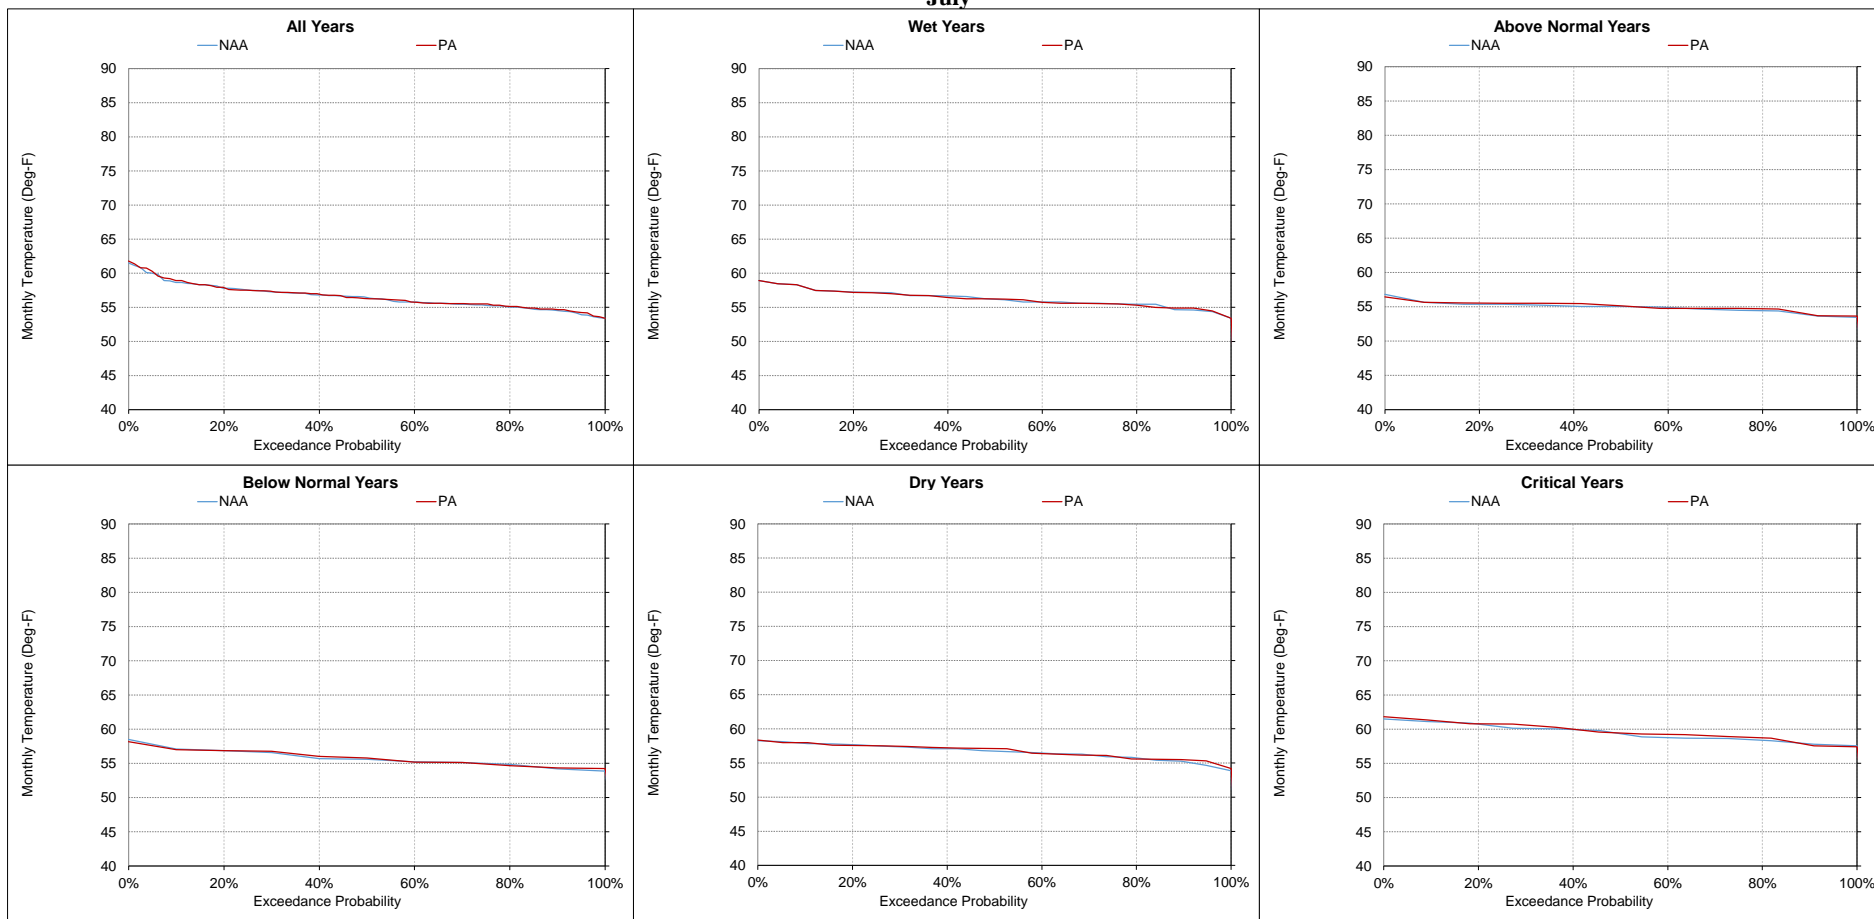 July
All Years
NAA PA
90
85
80
75
70
65
60
55
50
45
40
Monthly Temperature (Deg-F)
0% 20% 40% 60% 80% 100%
Exceedance Probability
Wet Years
NAA PA
90
85
80
75
70
65
60
55
50
45
40
Monthly Temperature (Deg-F)
0% 20% 40% 60% 80% 100%
Exceedance Probability
Above Normal Years
NAA PA
90
85
80
75
70
65
60
55
50
45
40
Monthly Temperature (Deg-F)
0% 20% 40% 60% 80% 100%
Exceedance Probability
Below Normal Years
NAA PA
90
85
80
75
70
65
60
55
50
45
40
Monthly Temperature (Deg-F)
0% 20% 40% 60% 80% 100%
Exceedance Probability
Dry Years
NAA PA
90
85
80
75
70
65
60
55
50
45
40
Monthly Temperature (Deg-F)
0% 20% 40% 60% 80% 100%
Exceedance Probability
Critical Years
NAA PA
90
85
80
75
70
65
60
55
50
45
40
Monthly Temperature (Deg-F)
0% 20% 40% 60% 80% 100%
Exceedance Probability